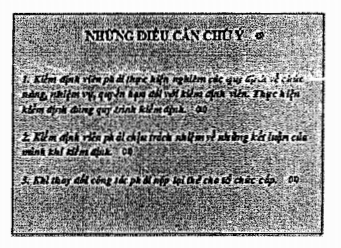 NHỮNG ĐIỀU CẦN CHÚ Ý
1. Kiểm định viên phải thực hiện nghiêm các quy định về chức
năng, nhiệm vụ, quyền hạn đối với kiểm định viên. Thực hiện
kiểm định đúng quy trình kiểm định.
2. Kiểm định viên phải chịu trách nhiệm về những kết luận của
mình khi kiểm định.
3. Khi thay đổi công tác phải nộp lại thẻ cho tổ chức cấp.